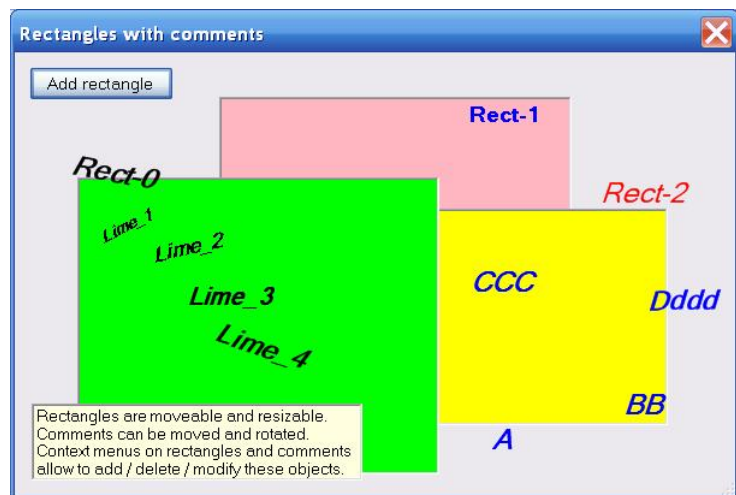 Rectangles with comments
Add rectangle
Rect-1
Rect-0
Rect-2
Lime_1
Lime_2
CCC
Lime_3
Dddd
Lime_4
BB
A
Rectangles are moveable and resizable.
Comments can be moved and rotated.
Context menus on rectangles and comments
allow to add / delete / modify these objects.